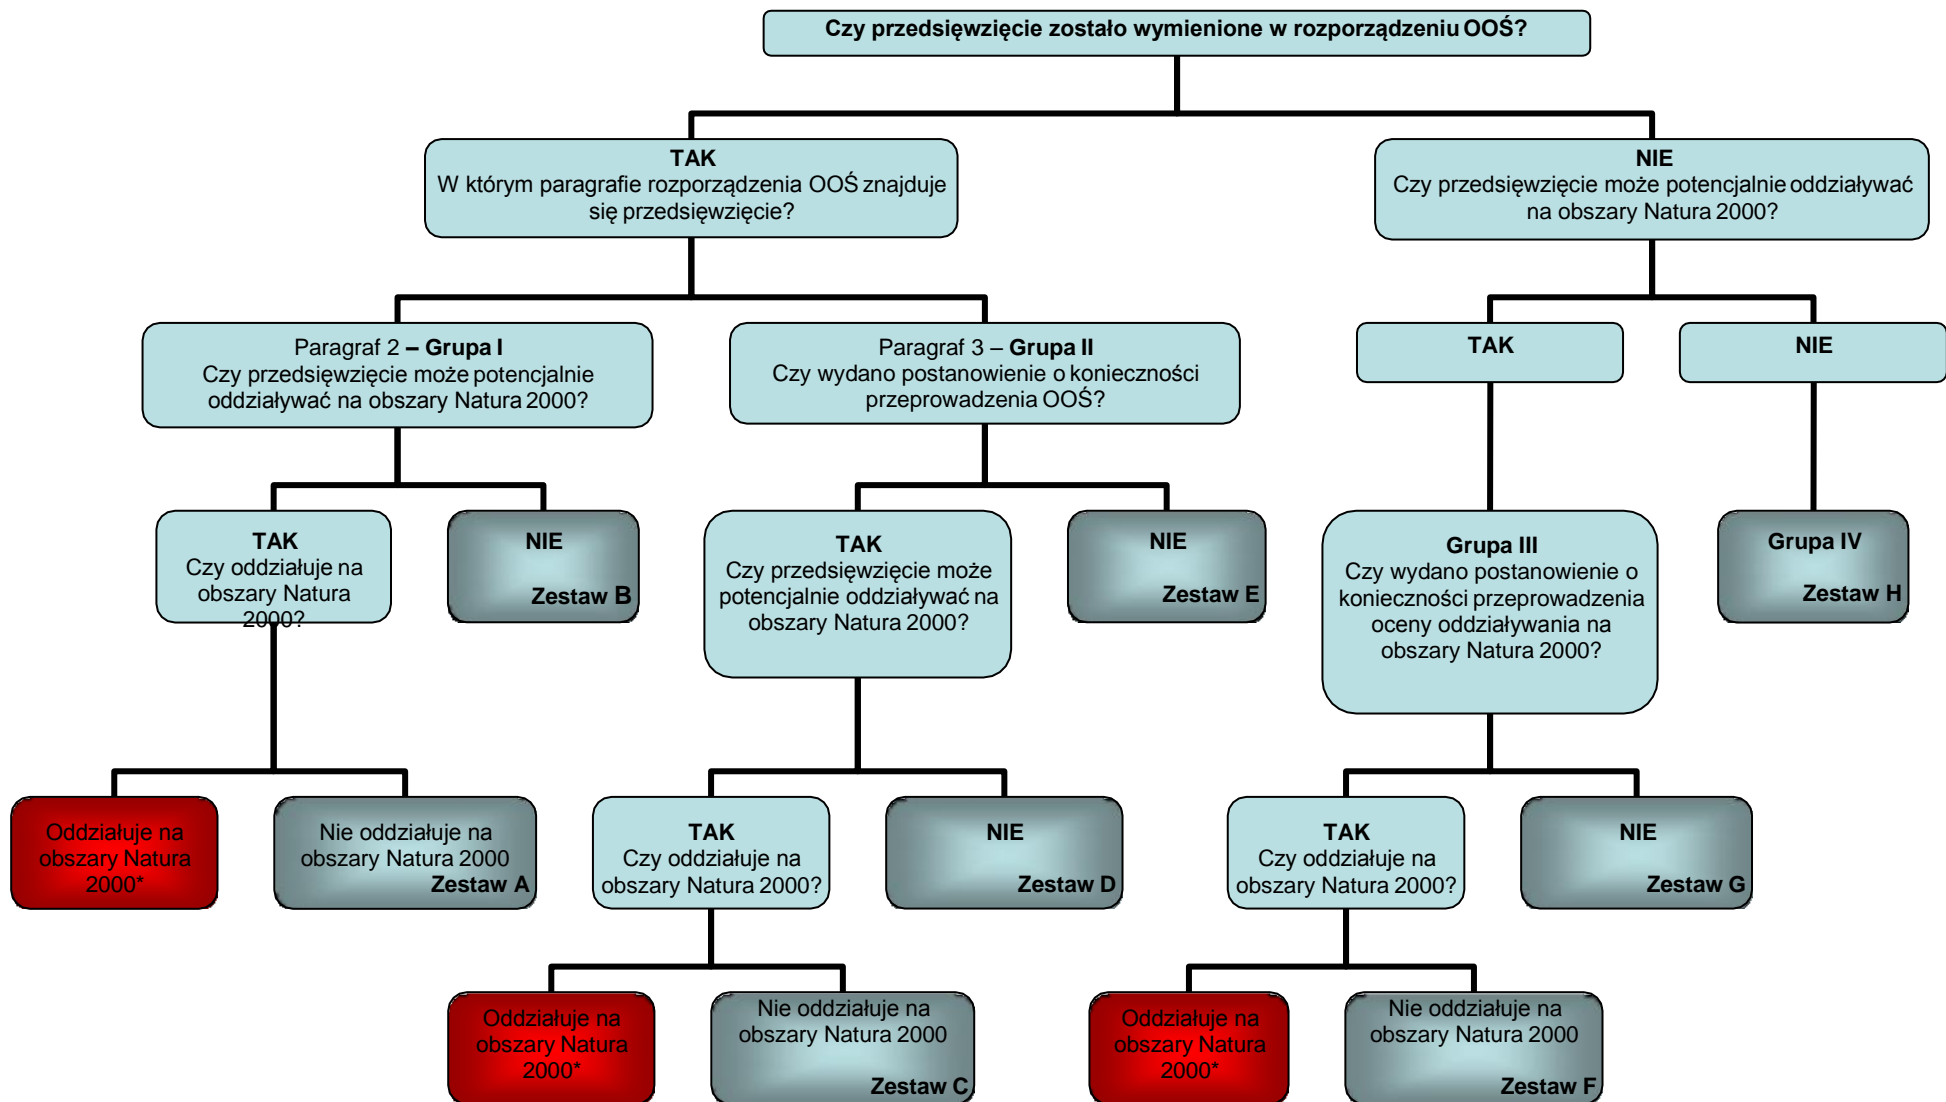 Czy przedsięwzięcie zostało wymienione w rozporządzeniu OOŚ?
TAK
W którym paragrafie rozporządzenia OOŚ znajduje
się przedsięwzięcie?
NIE
Czy przedsięwzięcie może potencjalnie oddziaływać
na obszary Natura 2000?
Paragraf 2 – Grupa I
Czy przedsięwzięcie może potencjalnie
oddziaływać na obszary Natura 2000?
Paragraf 3 – Grupa II
Czy wydano postanowienie o konieczności
przeprowadzenia OOŚ?
TAK
NIE
TAK
Czy oddziałuje na
obszary Natura
2000?
NIE
Zestaw B
TAK
Czy przedsięwzięcie może
potencjalnie oddziaływać na
obszary Natura 2000?
NIE
Zestaw E
Grupa III
Czy wydano postanowienie o
konieczności przeprowadzenia
oceny oddziaływania na
obszary Natura 2000?
Grupa IV
Zestaw H
Oddziałuje na
obszary Natura
2000*
Nie oddziałuje na
obszary Natura 2000
Zestaw A
TAK
Czy oddziałuje na
obszary Natura 2000?
NIE
Zestaw D
TAK
Czy oddziałuje na
obszary Natura 2000?
NIE
Zestaw G
Oddziałuje na
obszary Natura
2000*
Nie oddziałuje na
obszary Natura 2000
Zestaw C
Oddziałuje na
obszary Natura
2000*
Nie oddziałuje na
obszary Natura 2000
Zestaw F